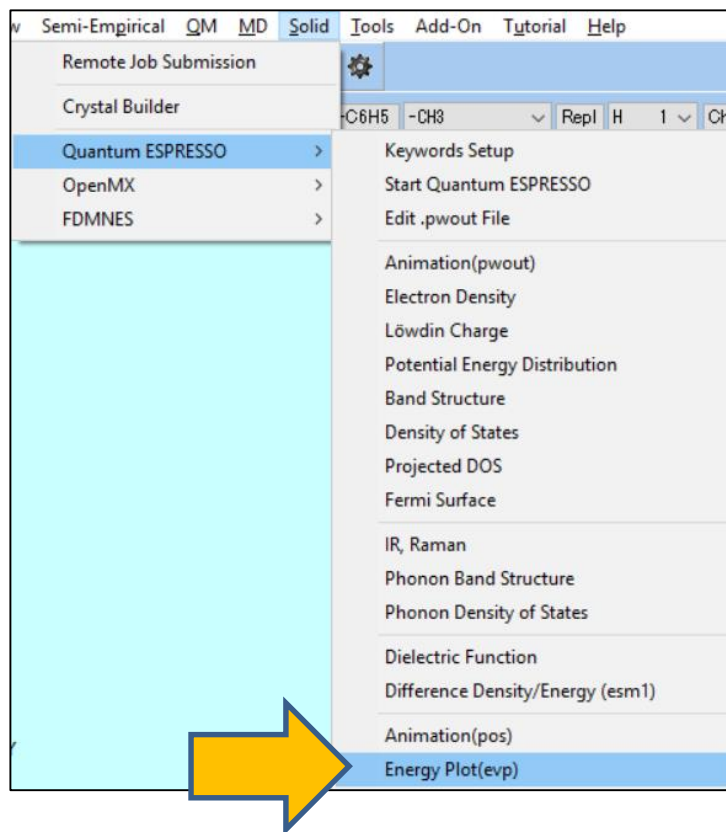 w Semi-Empirical QM MD Solid Tools Add-On Tutorial Help
Remote Job Submission
Crystal Builder
-C6H5 -CH3 Repl H 1 Ch
Quantum ESPRESSO >
OpenMX >
FDMNES >
Keywords Setup
Start Quantum ESPRESSO
Edit .pwout File
Animation(pwout)
Electron Density
Löwdin Charge
Potential Energy Distribution
Band Structure
Density of States
Projected DOS
Fermi Surface
IR, Raman
Phonon Band Structure
Phonon Density of States
Dielectric Function
Difference Density/Energy (esm1)
Animation(pos)
Energy Plot(evp)